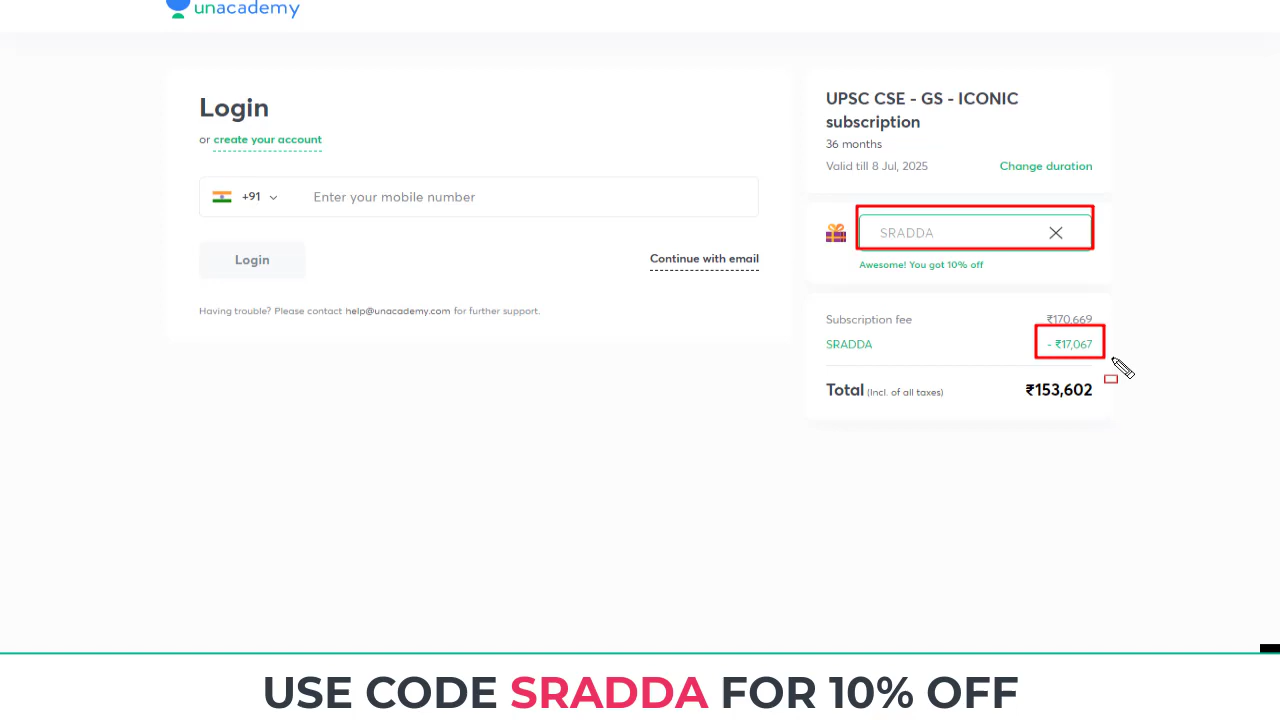 unacademy
Login
or create your account
+91
Enter your mobile number
Login
Continue with email
Having trouble? Please contact help@unacademy.com for further support.
UPSC CSE - GS - ICONIC
subscription
36 months
Valid till 8 Jul, 2025
Change duration
SRADDA
Awesome! You got 10% off
Subscription fee ₹170,669
SRADDA - ₹17,067
Total (Incl. of all taxes) ₹153,602
USE CODE SRADDA FOR 10% OFF